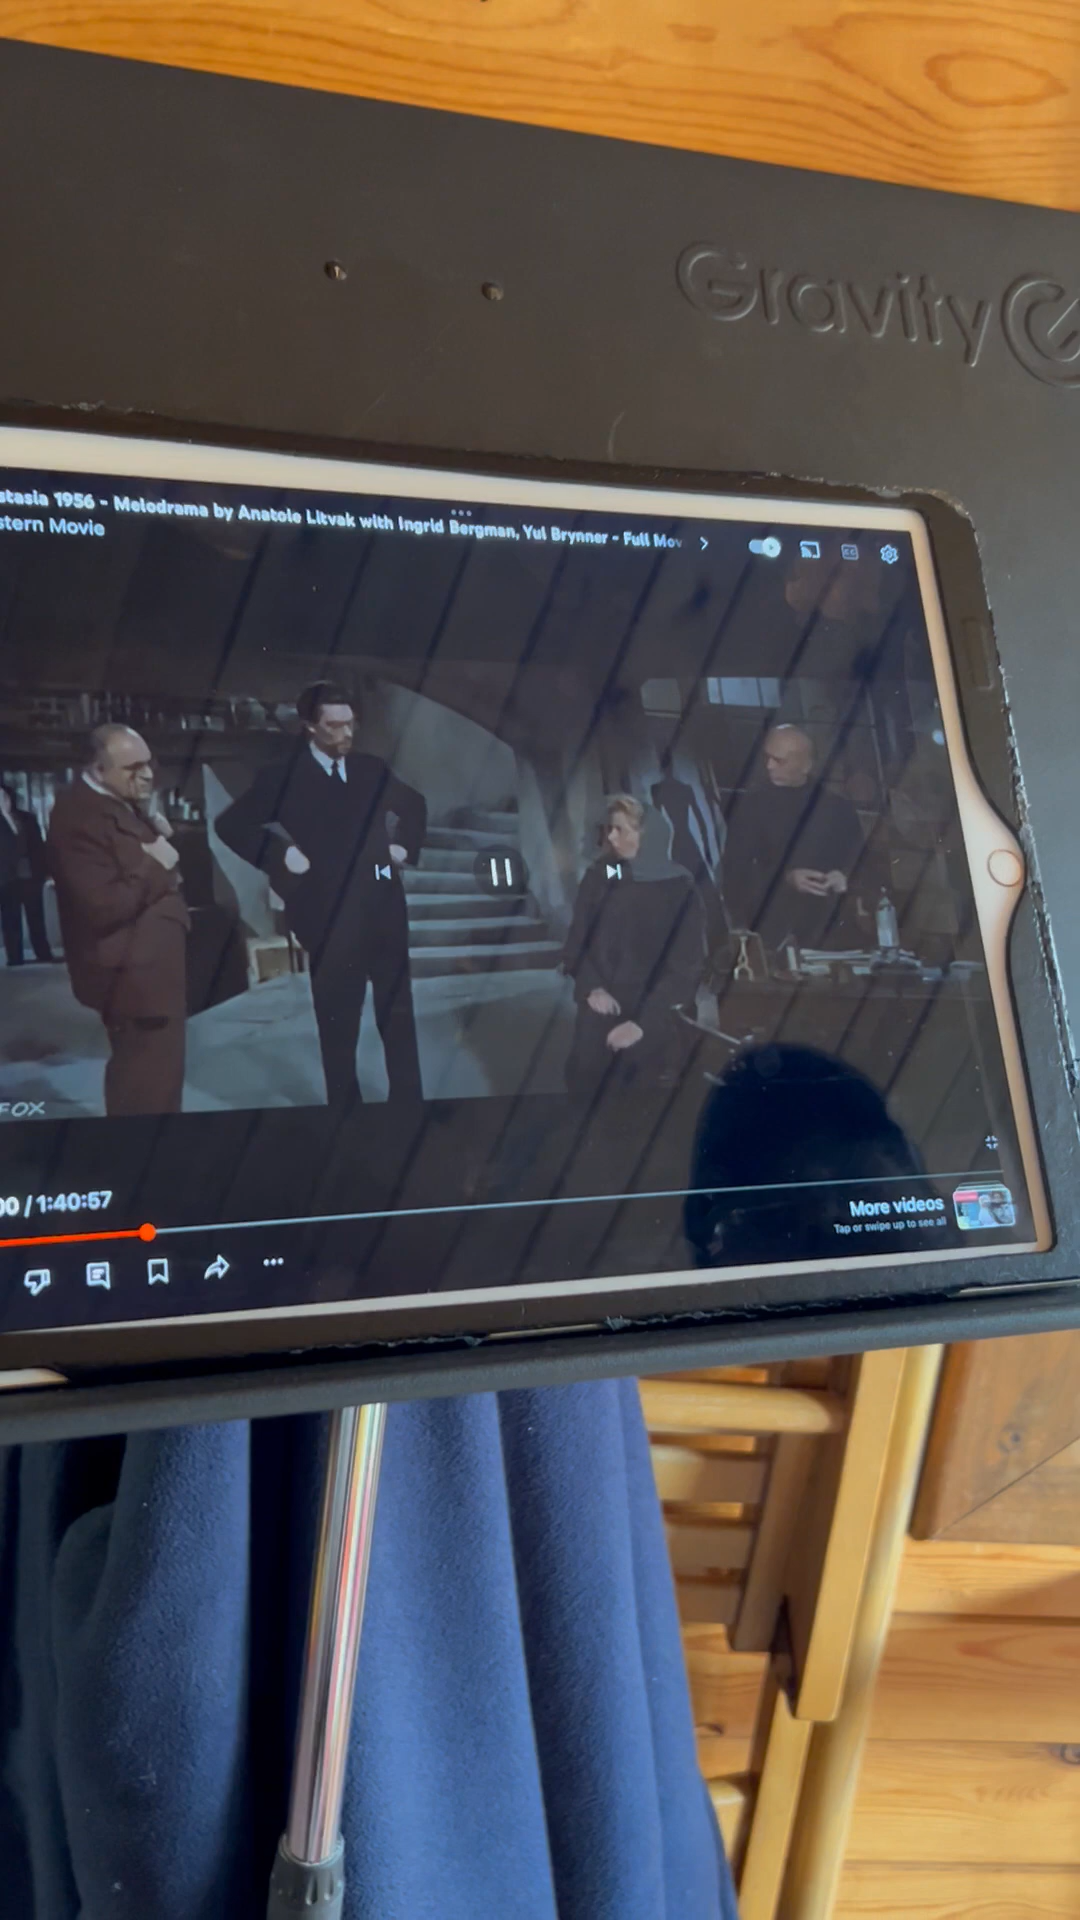 Gravity
stasia 1956 - Melodrama by Anatole Litvak with Ingrid Bergman, Yul Brynner - Full Mov
stern Movie
FOX
00 / 1:40:57
More videos
Tap or swipe up to see all